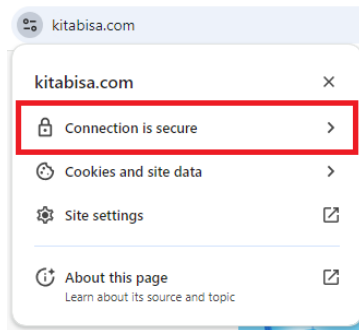 kitabisa.com
kitabisa.com
Connection is secure
Cookies and site data
Site settings
About this page
Learn about its source and topic